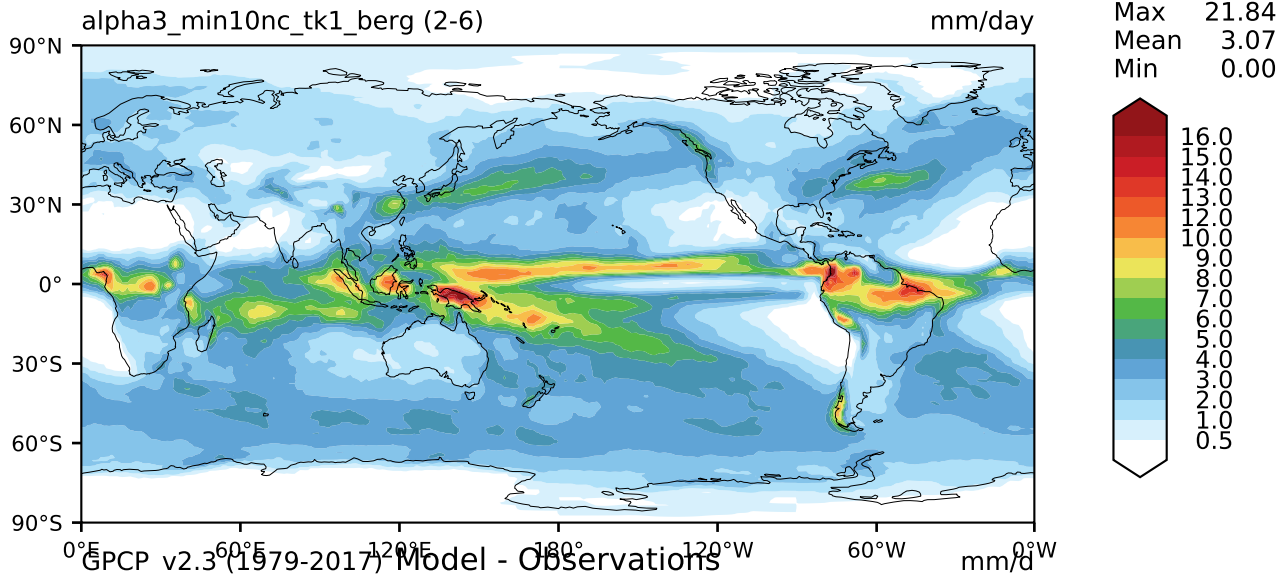 alpha3_min10nc_tk1_berg (2-6) mm/day
Max 21.84
Mean 3.07
Min 0.00
90°N
60°N
30°N
0°
30°S
60°S
90°S
16.0
15.0
14.0
13.0
12.0
10.0
9.0
8.0
7.0
6.0
5.0
4.0
3.0
2.0
1.0
0.5
0°E 60°E 120°E 180° 120°W 60°W 0°W
GPCP v2.3 (1979-2017) Model - Observations mm/d